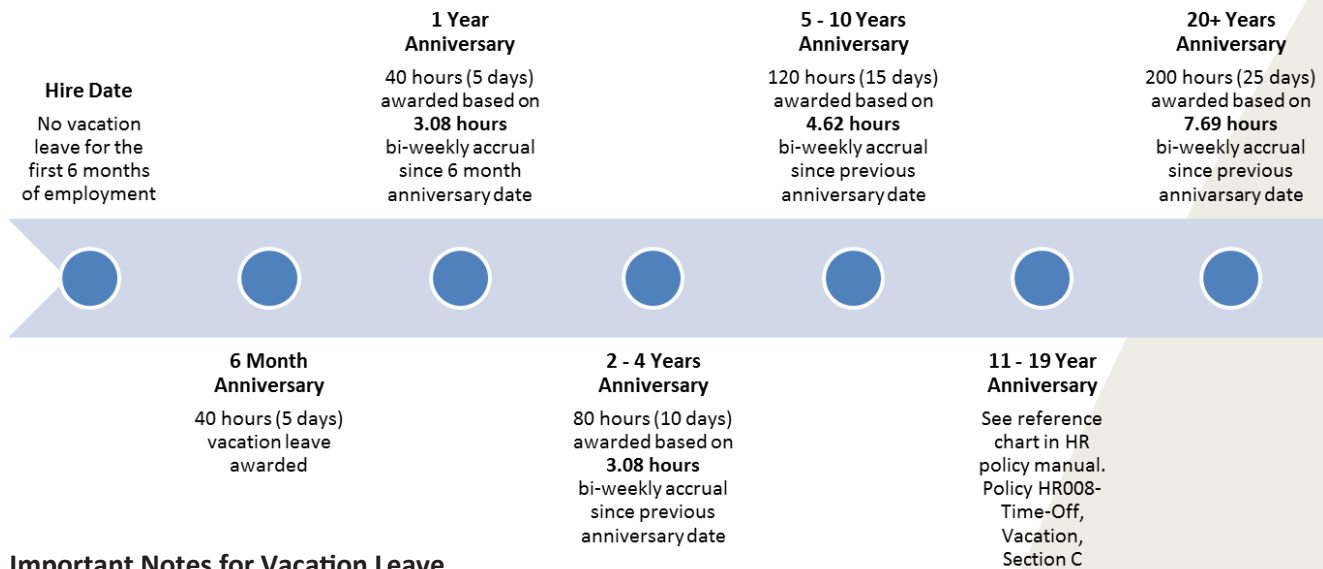 Hire Date
No vacation
leave for the
first 6 months
of employment
6 Month
Anniversary
40 hours (5 days)
vacation leave
awarded
1 Year
Anniversary
40 hours (5 days)
awarded based on
3.08 hours
bi-weekly accrual
since 6 month
anniversary date
2 - 4 Years
Anniversary
80 hours (10 days)
awarded based on
3.08 hours
bi-weekly accrual
since previous
anniversary date
5 - 10 Years
Anniversary
120 hours (15 days)
awarded based on
4.62 hours
bi-weekly accrual
since previous
anniversary date
11 - 19 Year
Anniversary
See reference
chart in HR
policy manual.
Policy HR008-
Time-Off,
Vacation,
Section C
20+ Years
Anniversary
200 hours (25 days)
awarded based on
7.69 hours
bi-weekly accrual
since previous
annivarsary date
Important Notes for Vacation Leave